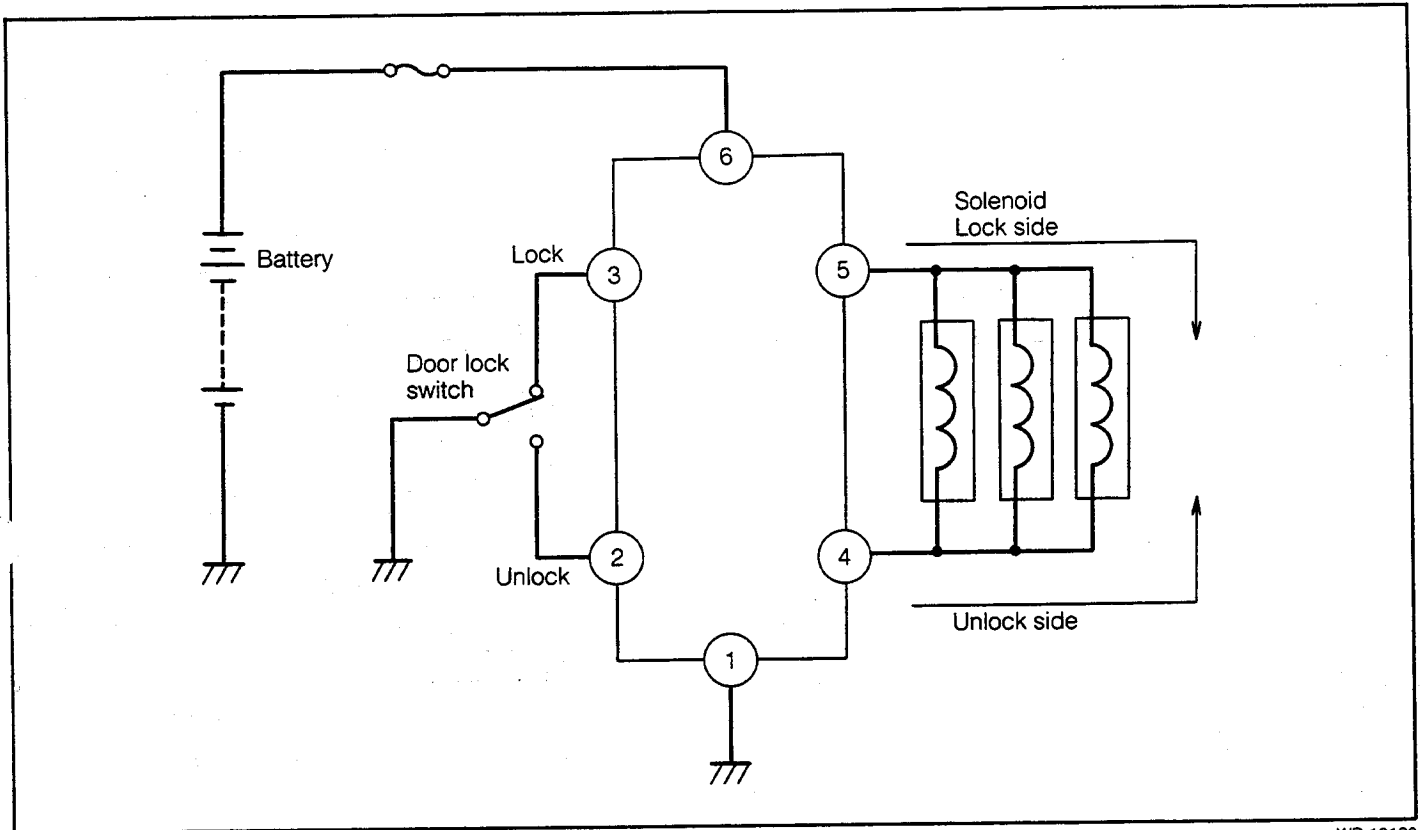 6
Solenoid
Lock side
Battery
Lock
3
5
Door lock
switch
2
4
Unlock
Unlock side
1